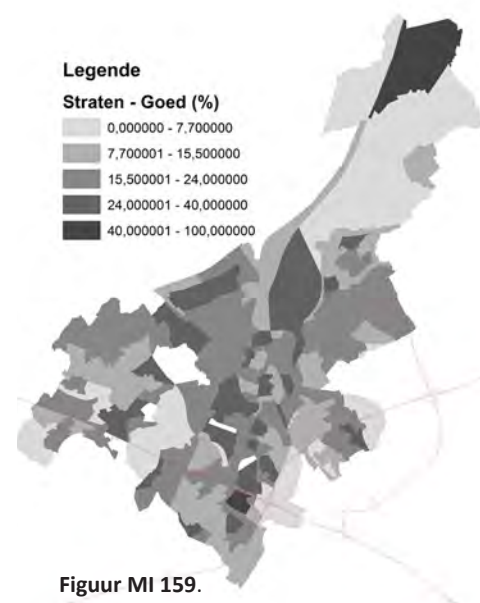 Legende
Straten - Goed (%)
0,000000 - 7,700000
7,700001 - 15,500000
15,500001 - 24,000000
24,000001 - 40,000000
40,000001 - 100,000000
Figuur MI 159.